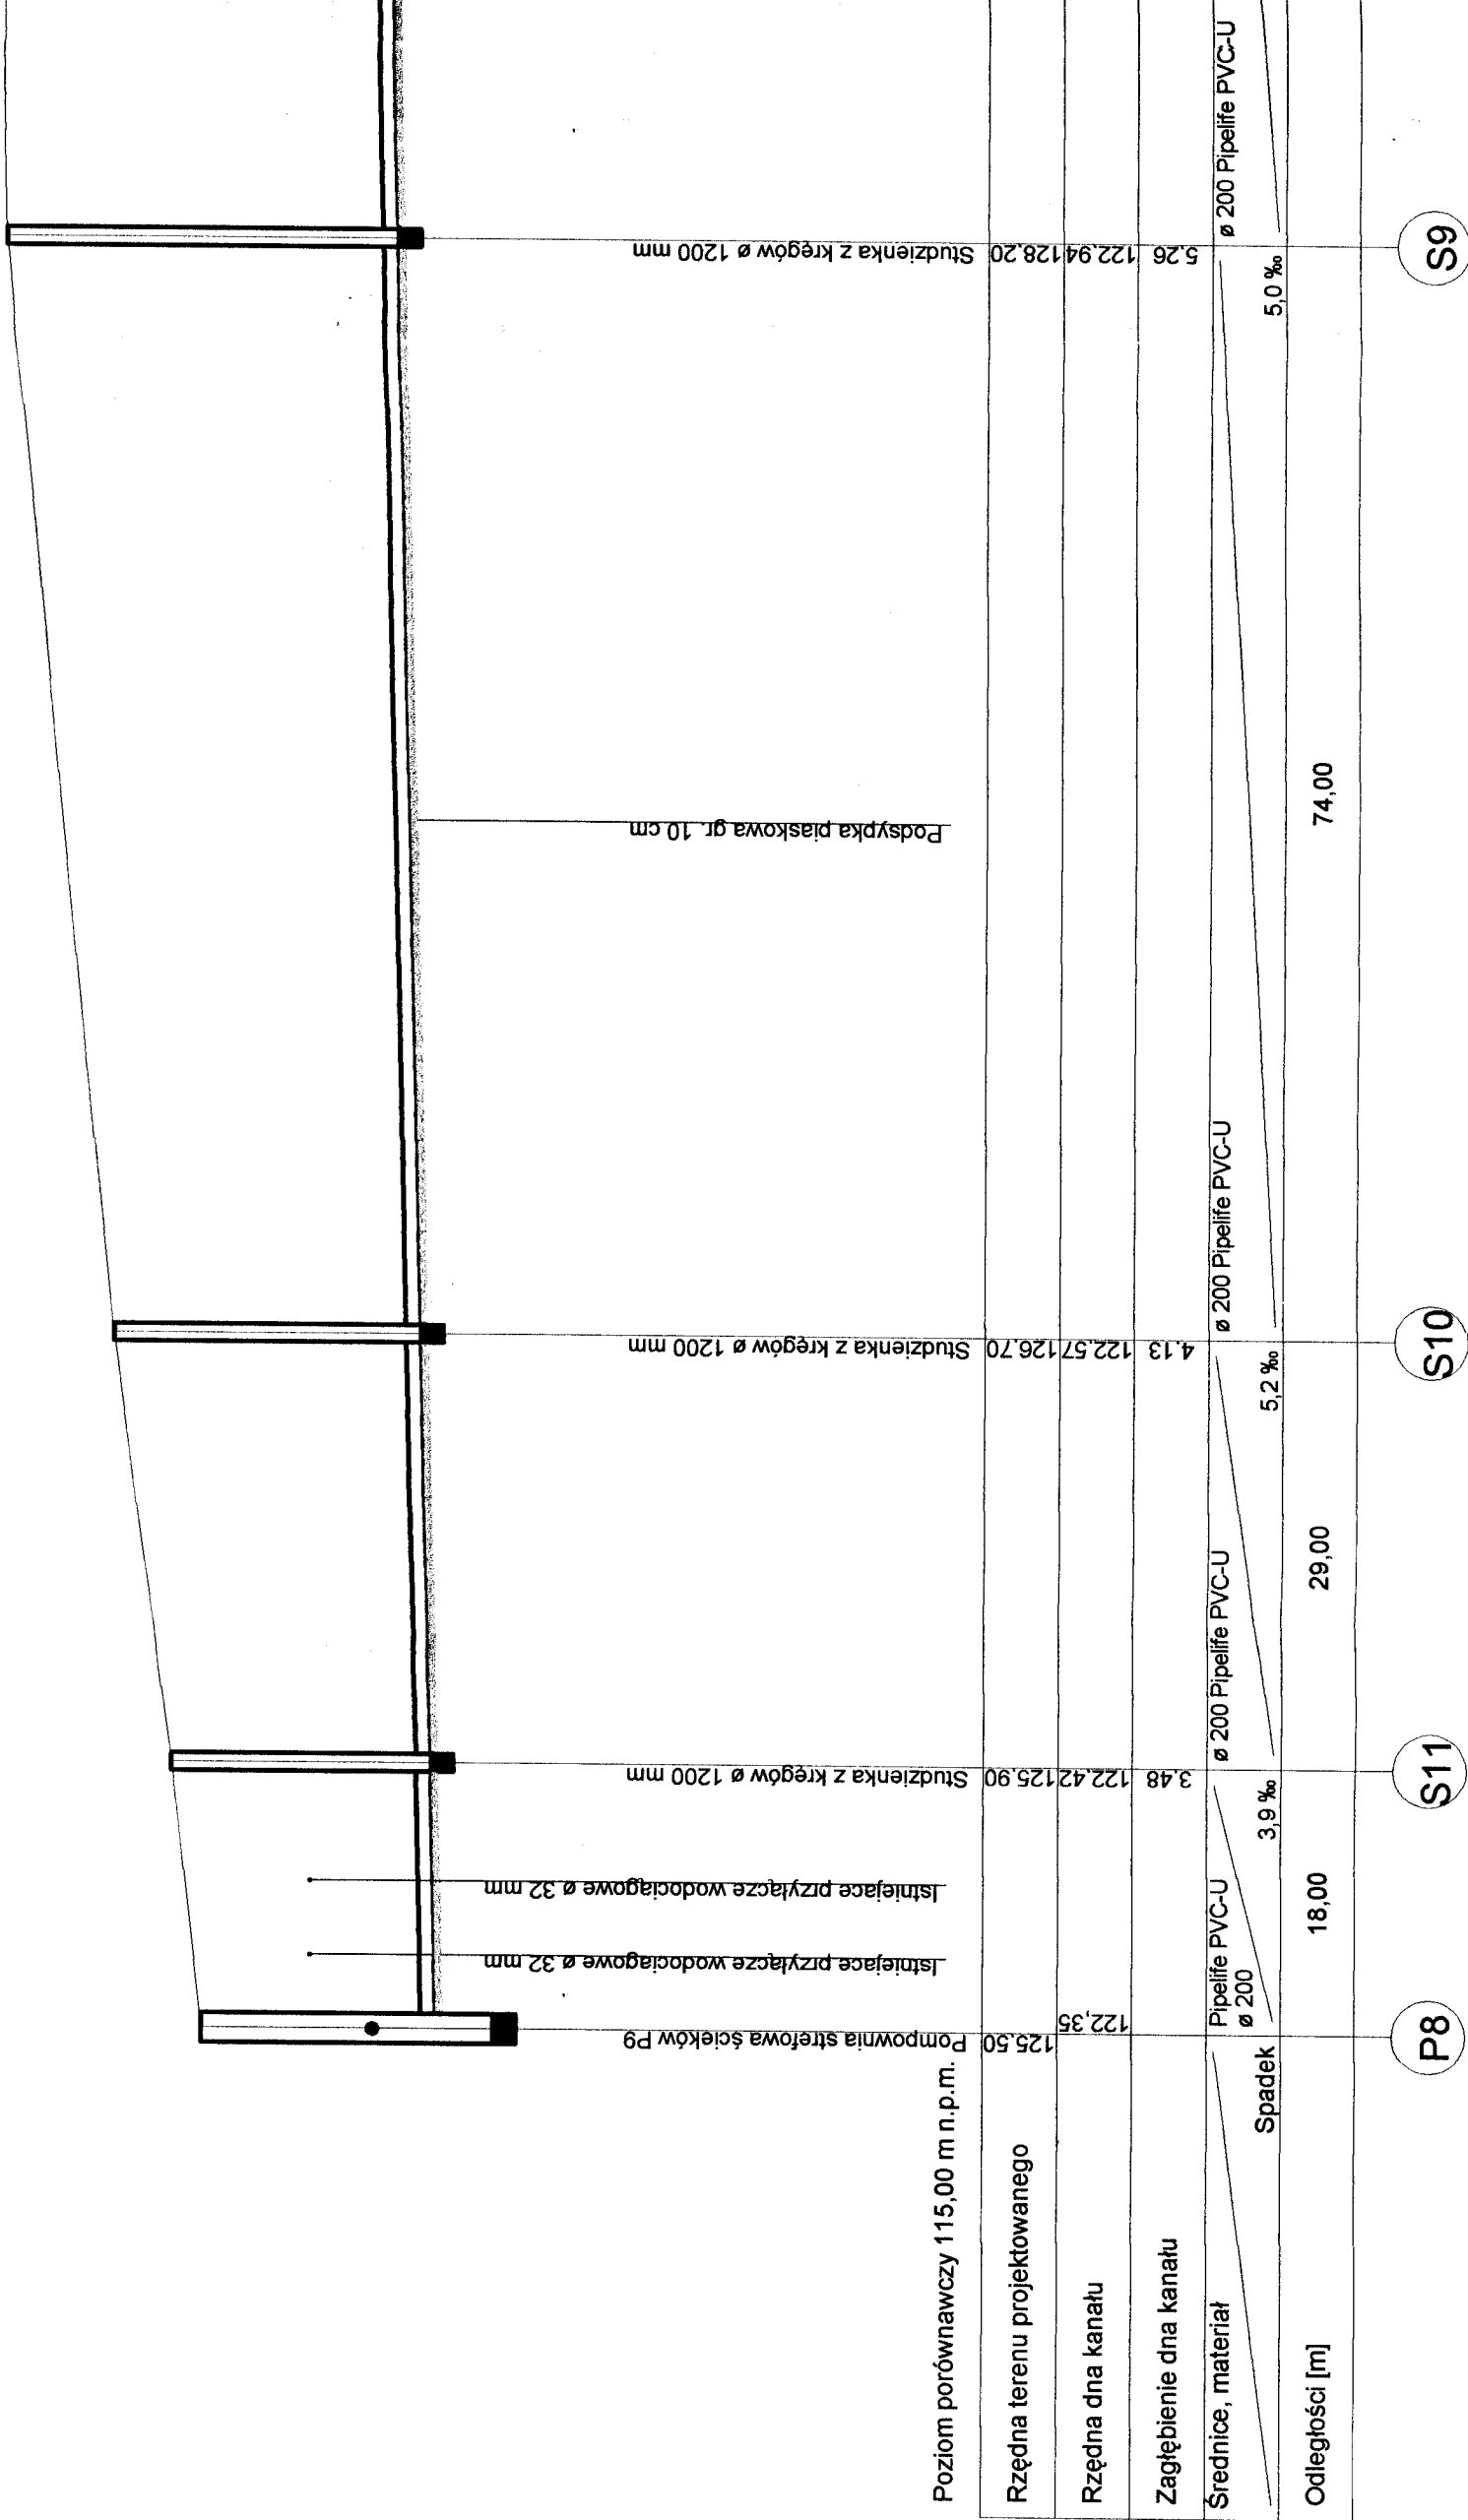 Studzienka z kręgów ø 1200 mm
Studzienka z kręgów ø 1200 mm
Studzienka z kręgów ø 1200 mm
Podsypka piaskowa gr. 10 cm
Istniejace przyłącze wodociągowe ø 32 mm
Istniejace przyłącze wodociągowe ø 32 mm
Pompownia strefowa ścieków P9
Poziom porównawczy 115,00 m n.p.m.
Rzędna terenu projektowanego
125.50
125.90
126.70
128.20
Rzędna dna kanału
122,35
122.42
122.57
122.94
Zagłębienie dna kanału
3.48
4.13
5.26
Średnice, materiał
Pipelife PVC-U
ø 200
ø 200 Pipelife PVC-U
ø 200 Pipelife PVC-U
ø 200 Pipelife PVC-U
Spadek
3,9 ‰
5,2 ‰
5,0 ‰
Odległości [m]
18,00
29,00
74,00
P8
S11
S10
S9